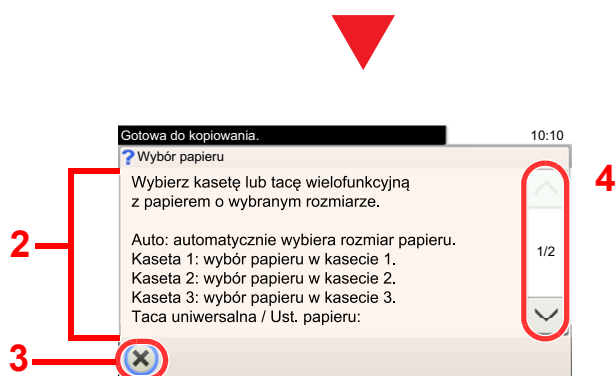 Gotowa do kopiowania.
10:10
? Wybór papieru
Wybierz kasetę lub tacę wielofunkcyjną
z papierem o wybranym rozmiarze.
Auto: automatycznie wybiera rozmiar papieru.
Kaseta 1: wybór papieru w kasecie 1.
Kaseta 2: wybór papieru w kasecie 2.
Kaseta 3: wybór papieru w kasecie 3.
Taca uniwersalna / Ust. papieru:
1/2
2
3
4